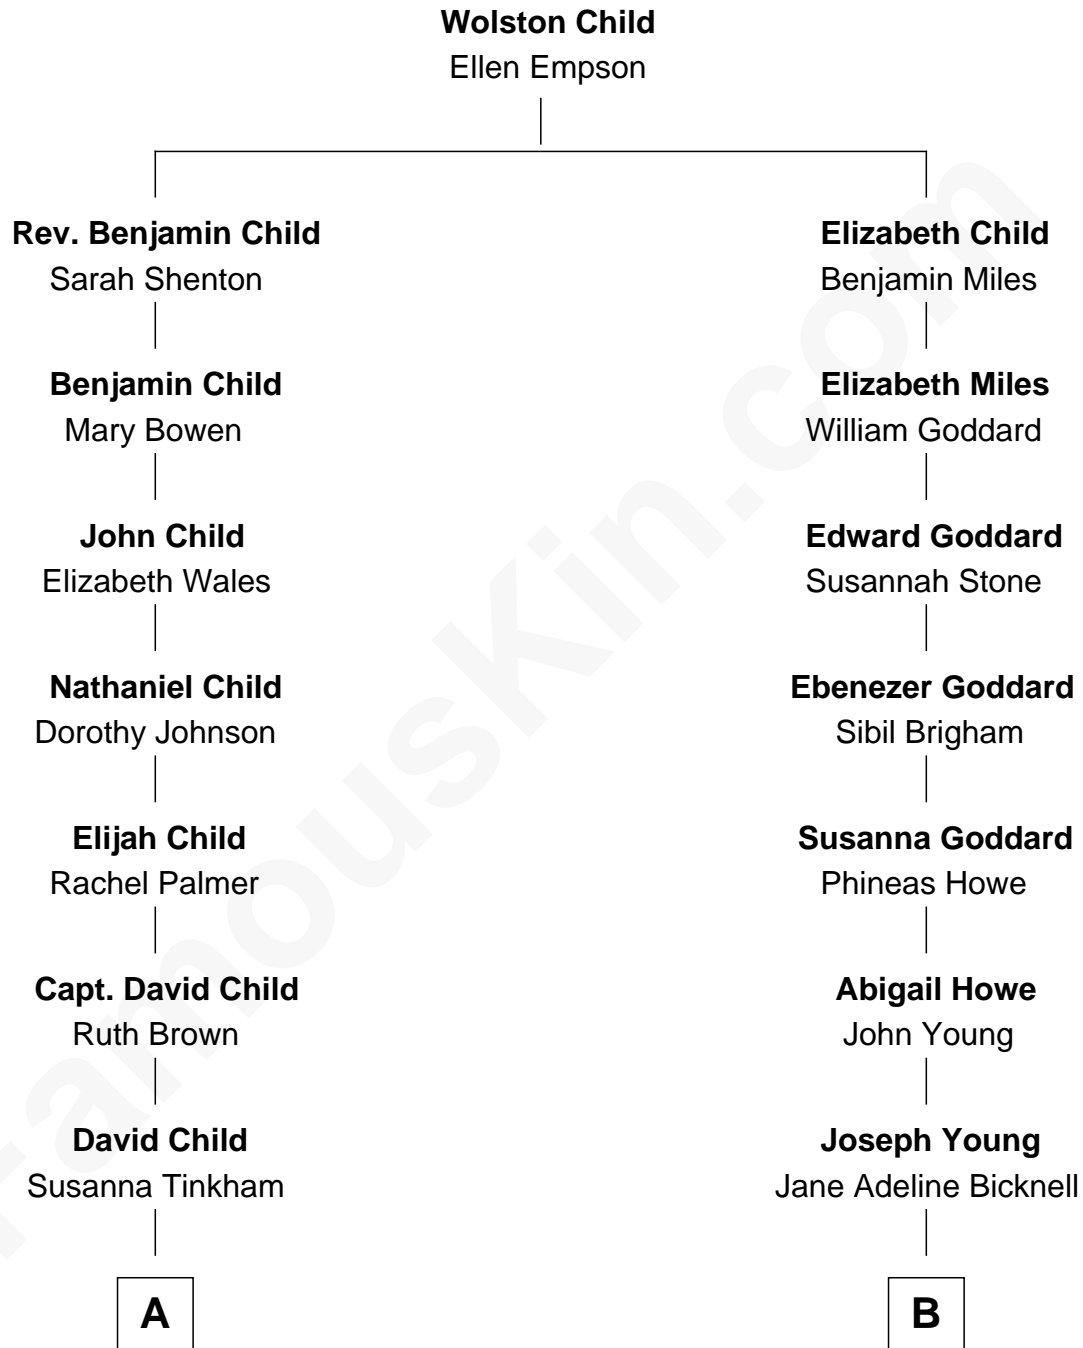 Wolston Child
Ellen Empson
Rev. Benjamin Child
Sarah Shenton
Elizabeth Child
Benjamin Miles
Benjamin Child
Mary Bowen
Elizabeth Miles
William Goddard
John Child
Elizabeth Wales
Edward Goddard
Susannah Stone
Nathaniel Child
Dorothy Johnson
Ebenezer Goddard
Sibil Brigham
Elijah Child
Rachel Palmer
Susanna Goddard
Phineas Howe
Capt. David Child
Ruth Brown
Abigail Howe
John Young
David Child
Susanna Tinkham
Joseph Young
Jane Adeline Bicknell
A
B
FamousKin.com